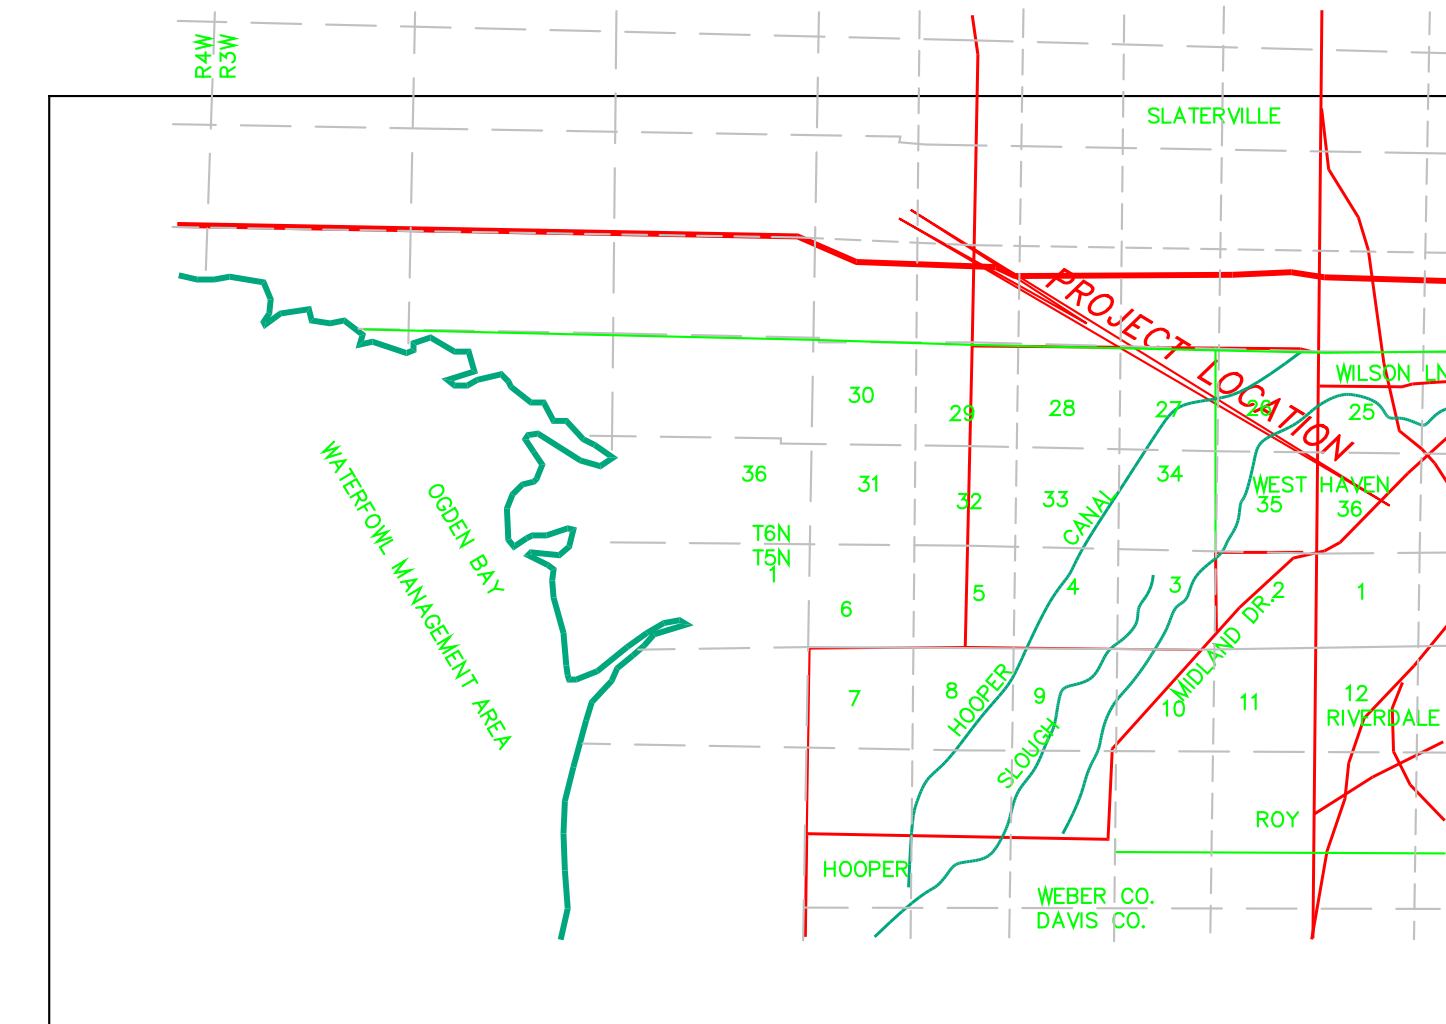 R4W
R3W
SLATERVILLE
PROJECT LOCATION
WILSON LN
30
29
28
27
26
25
36
31
32
33
34
WEST HAVEN
35
36
CANAL
WATERFOWL MANAGEMENT AREA
OGDEN BAY
T6N
T5N
1
6
5
4
3
2
1
MIDLAND DR.
7
8
9
10
11
12
HOOPER
RIVERDALE
SLOUGH
ROY
HOOPER
WEBER CO.
DAVIS CO.